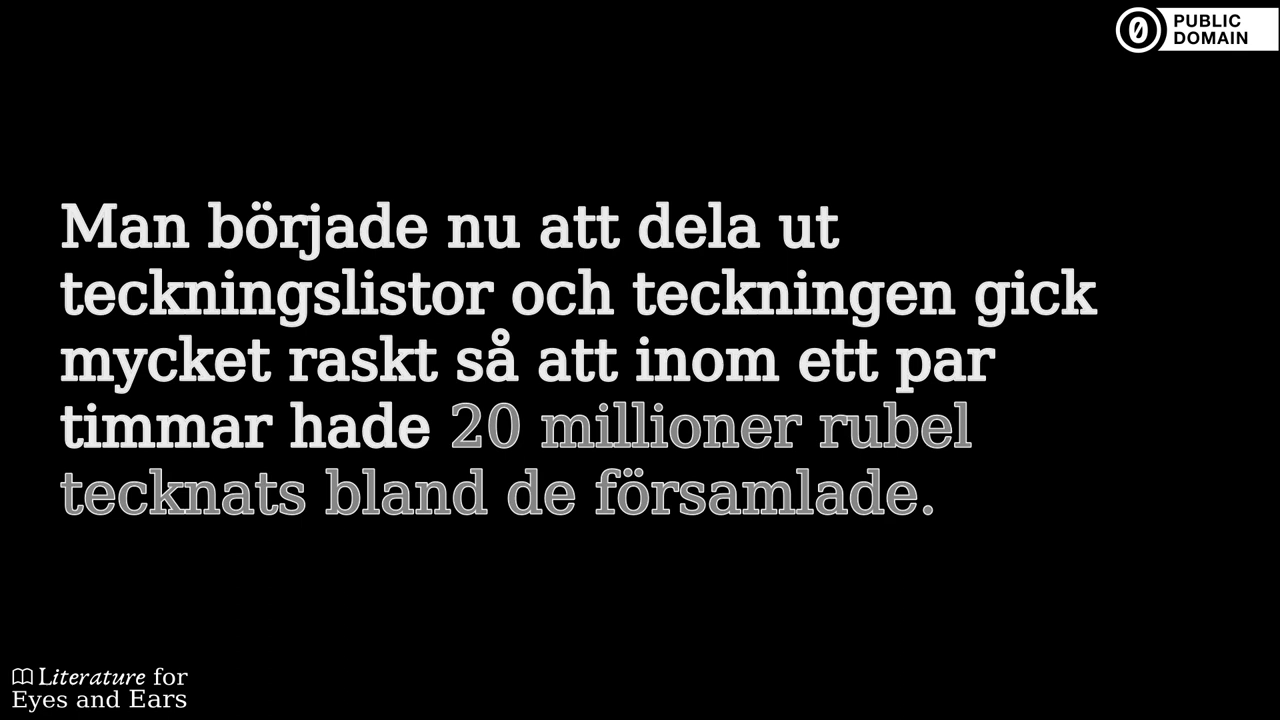 PUBLIC
DOMAIN
Man började nu att dela ut
teckningslistor och teckningen gick
mycket raskt så att inom ett par
timmar hade 20 millioner rubel
tecknats bland de församlade.
Literature for
Eyes and Ears